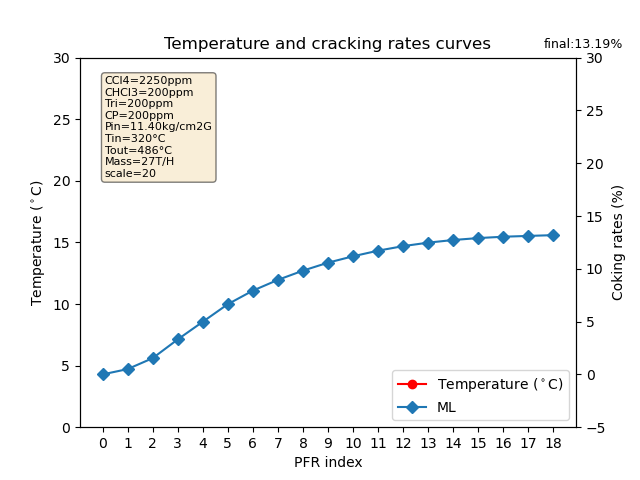 Temperature and cracking rates curves
final:13.19%
CCl4=2250ppm
CHCl3=200ppm
Tri=200ppm
CP=200ppm
Pin=11.40kg/cm2G
Tin=320°C
Tout=486°C
Mass=27T/H
scale=20
Temperature (°C)
30
25
20
15
10
5
0
30
25
20
15
10
5
0
−5
Coking rates (%)
Temperature (°C)
ML
0 1 2 3 4 5 6 7 8 9 10 11 12 13 14 15 16 17 18
PFR index